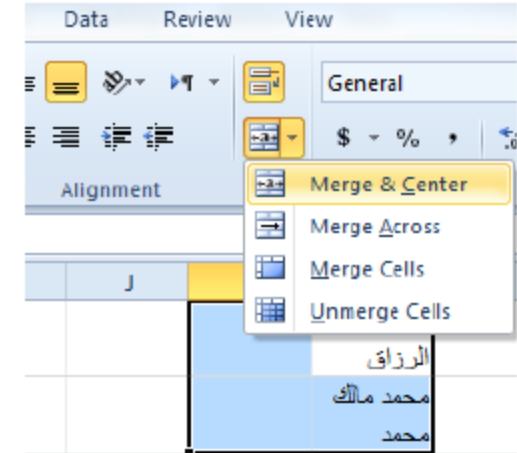 Data Review View
General
$ %
Alignment
Merge & Center
Merge Across
Merge Cells
Unmerge Cells
J
الرزاق
محمد مالك
محمد